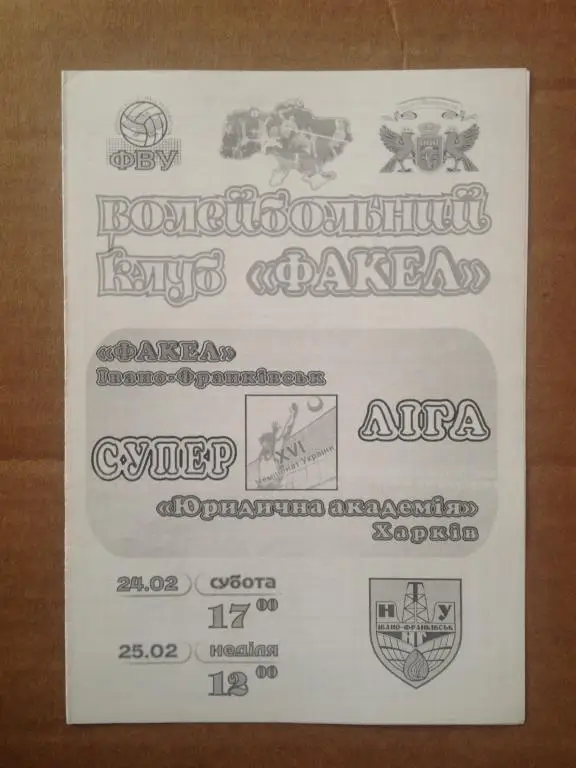 ФВУ
ВОЛЕЙБОЛЬНИЙ
КЛУБ «ФАКЕЛ»
«ФАКЕЛ»
Івано-Франківськ
СУПЕР ЛІГА
XVI
Чемпіонат України
«Юридична академія»
Харків
24.02 субота
17 00
25.02 неділя
12 00
Н Т У
ІВАНО-ФРАНКІВСЬК
НГ